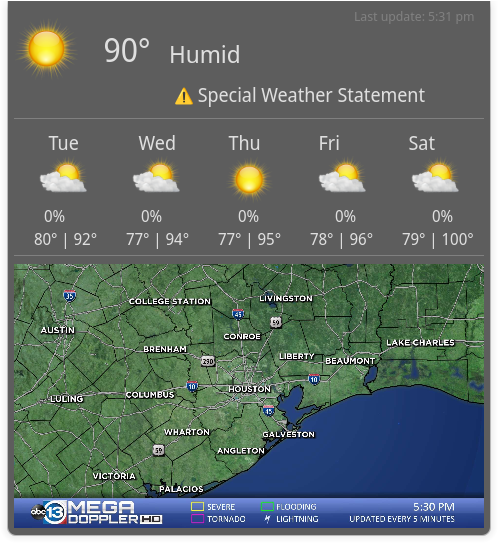 Last update: 5:31 pm
90° Humid
Special Weather Statement
Tue Wed Thu Fri Sat
0% 0% 0% 0% 0%
80° | 92° 77° | 94° 77° | 95° 78° | 96° 79° | 100°
35
COLLEGE STATION
LIVINGSTON
45
59
AUSTIN
CONROE
LAKE CHARLES
BRENHAM
290
LIBERTY
BEAUMONT
10
10
LULING
COLUMBUS
HOUSTON
45
WHARTON
GALVESTON
59
ANGLETON
VICTORIA
PALACIOS
abc 13 MEGA DOPPLER HD
SEVERE FLOODING 5:30 PM
TORNADO LIGHTNING UPDATED EVERY 5 MINUTES